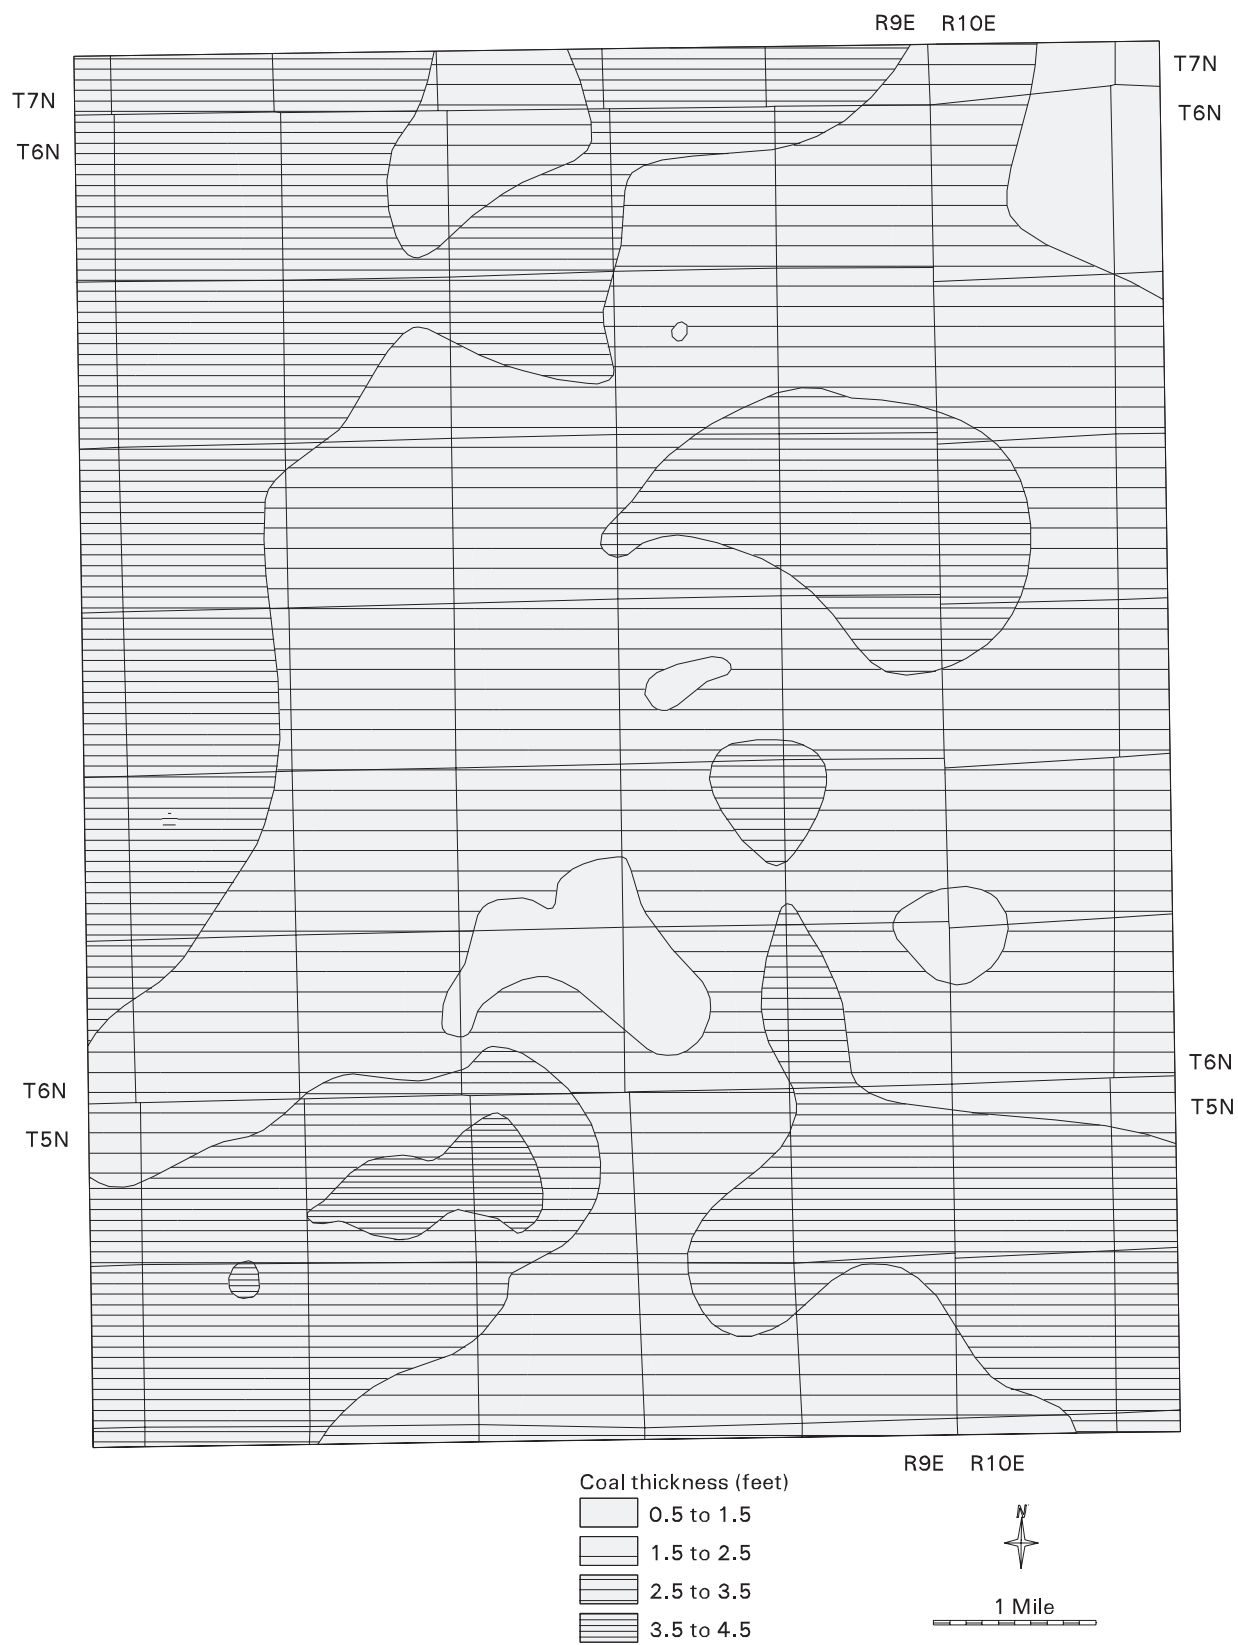 R9E R10E
T7N
T7N
T6N
T6N
T6N
T6N
T5N
T5N
R9E R10E
Coal thickness (feet)
0.5 to 1.5
1.5 to 2.5
2.5 to 3.5
3.5 to 4.5
N
1 Mile